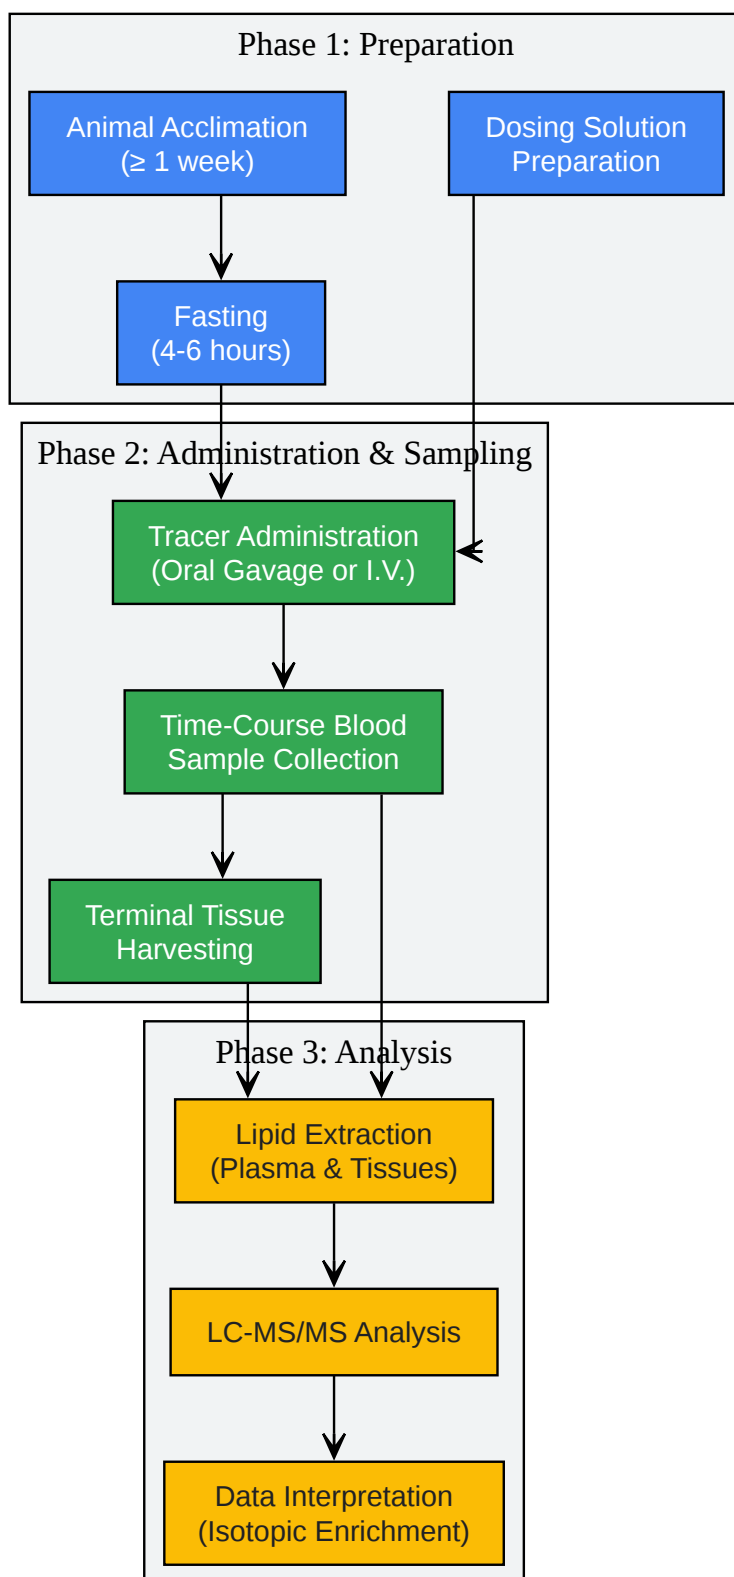 Phase 1: Preparation
Animal Acclimation
(≥ 1 week)
Dosing Solution
Preparation
Fasting
(4-6 hours)
Phase 2: Administration & Sampling
Tracer Administration
(Oral Gavage or I.V.)
Time-Course Blood
Sample Collection
Terminal Tissue
Harvesting
Phase 3: Analysis
Lipid Extraction
(Plasma & Tissues)
LC-MS/MS Analysis
Data Interpretation
(Isotopic Enrichment)